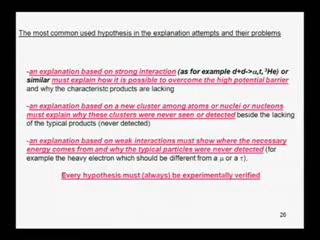 The most common used hypothesis in the explanation attempts and their problems
-an explanation based on strong interaction (as for example d+d->α,t, ³He) or
similar must explain how it is possible to overcome the high potential barrier
and why the characteristc products are lacking
-an explanation based on a new cluster among atoms or nuclei or nucleons
must explain why these clusters were never seen or detected beside the lacking
of the typical products (never detected)
-an explanation based on weak interactions must show where the necessary
energy comes from and why the typical particles were never detected (for
example the heavy electron which should be different from a μ or a τ).
Every hypothesis must (always) be experimentally verified
26